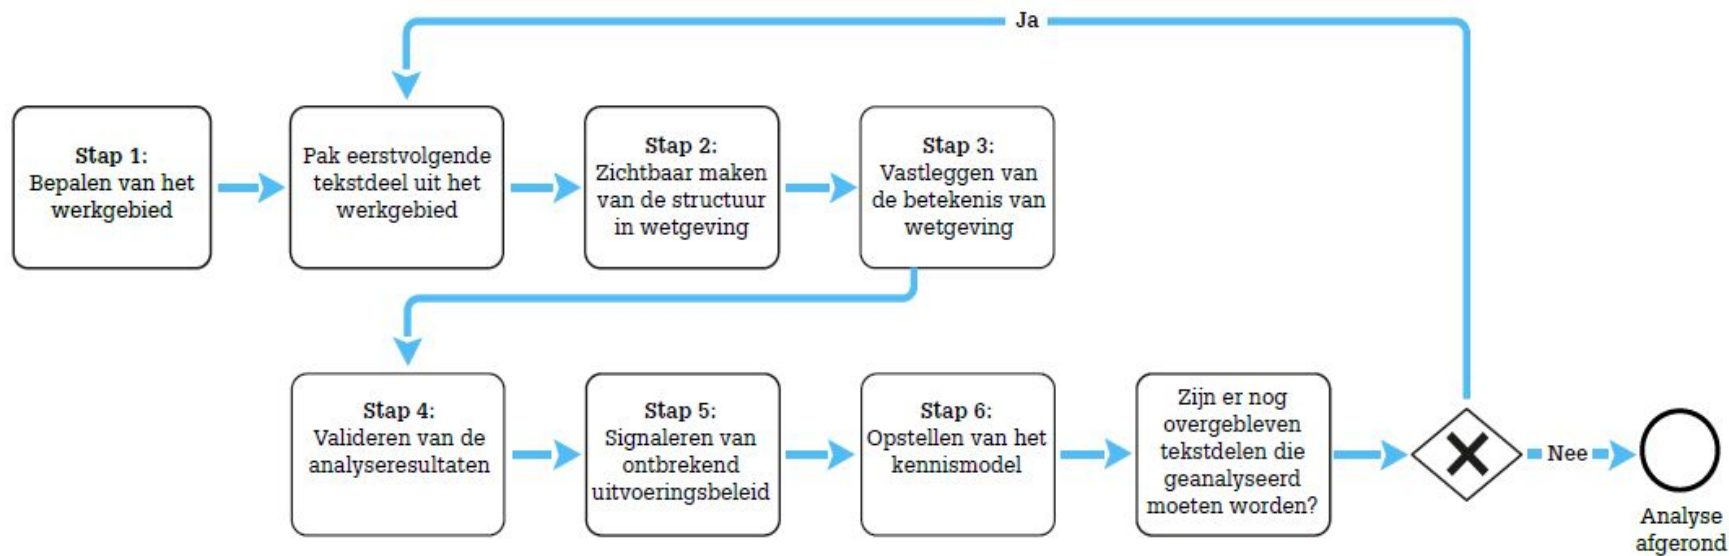 Ja
Stap 1:
Bepalen van het
werkgebied
Pak eerstvolgende
tekstdeel uit het
werkgebied
Stap 2:
Zichtbaar maken
van de structuur
in wetgeving
Stap 3:
Vastleggen van
de betekenis van
wetgeving
Stap 4:
Valideren van de
analyseresultaten
Stap 5:
Signaleren van
ontbrekend
uitvoeringsbeleid
Stap 6:
Opstellen van het
kennismodel
Zijn er nog
overgebleven
tekstdelen die
geanalyseerd
moeten worden?
Nee
Analyse
afgerond